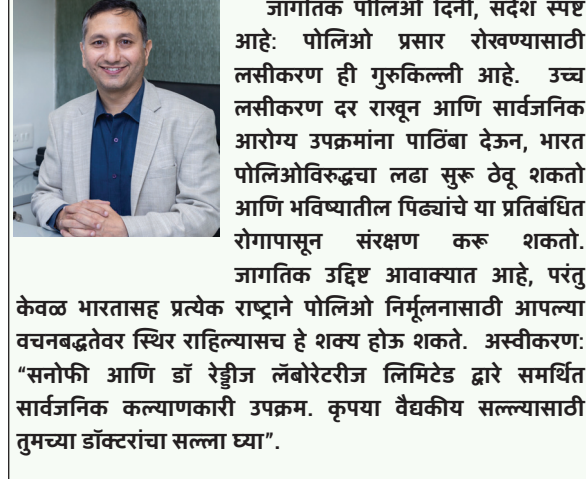 जागतिक पोलिओ दिनी, संदेश स्पष्ट
आहे: पोलिओ प्रसार रोखण्यासाठी
लसीकरण ही गुरुकिल्ली आहे. उच्च
लसीकरण दर राखून आणि सार्वजनिक
आरोग्य उपक्रमांना पाठिंबा देऊन, भारत
पोलिओविरुद्धचा लढा सुरू ठेवू शकतो
आणि भविष्यातील पिढ्यांचे या प्रतिबंधित
रोगापासून संरक्षण करू शकतो.
जागतिक उद्दिष्ट आवाक्यात आहे, परंतु
केवळ भारतासह प्रत्येक राष्ट्राने पोलिओ निर्मूलनासाठी आपल्या
वचनबद्धतेवर स्थिर राहिल्यासच हे शक्य होऊ शकते. अस्वीकरण:
“सनोफी आणि डॉ रेड्डीज लॅबोरेटरीज लिमिटेड द्वारे समर्थित
सार्वजनिक कल्याणकारी उपक्रम. कृपया वैद्यकीय सल्ल्यासाठी
तुमच्या डॉक्टरांचा सल्ला घ्या”.